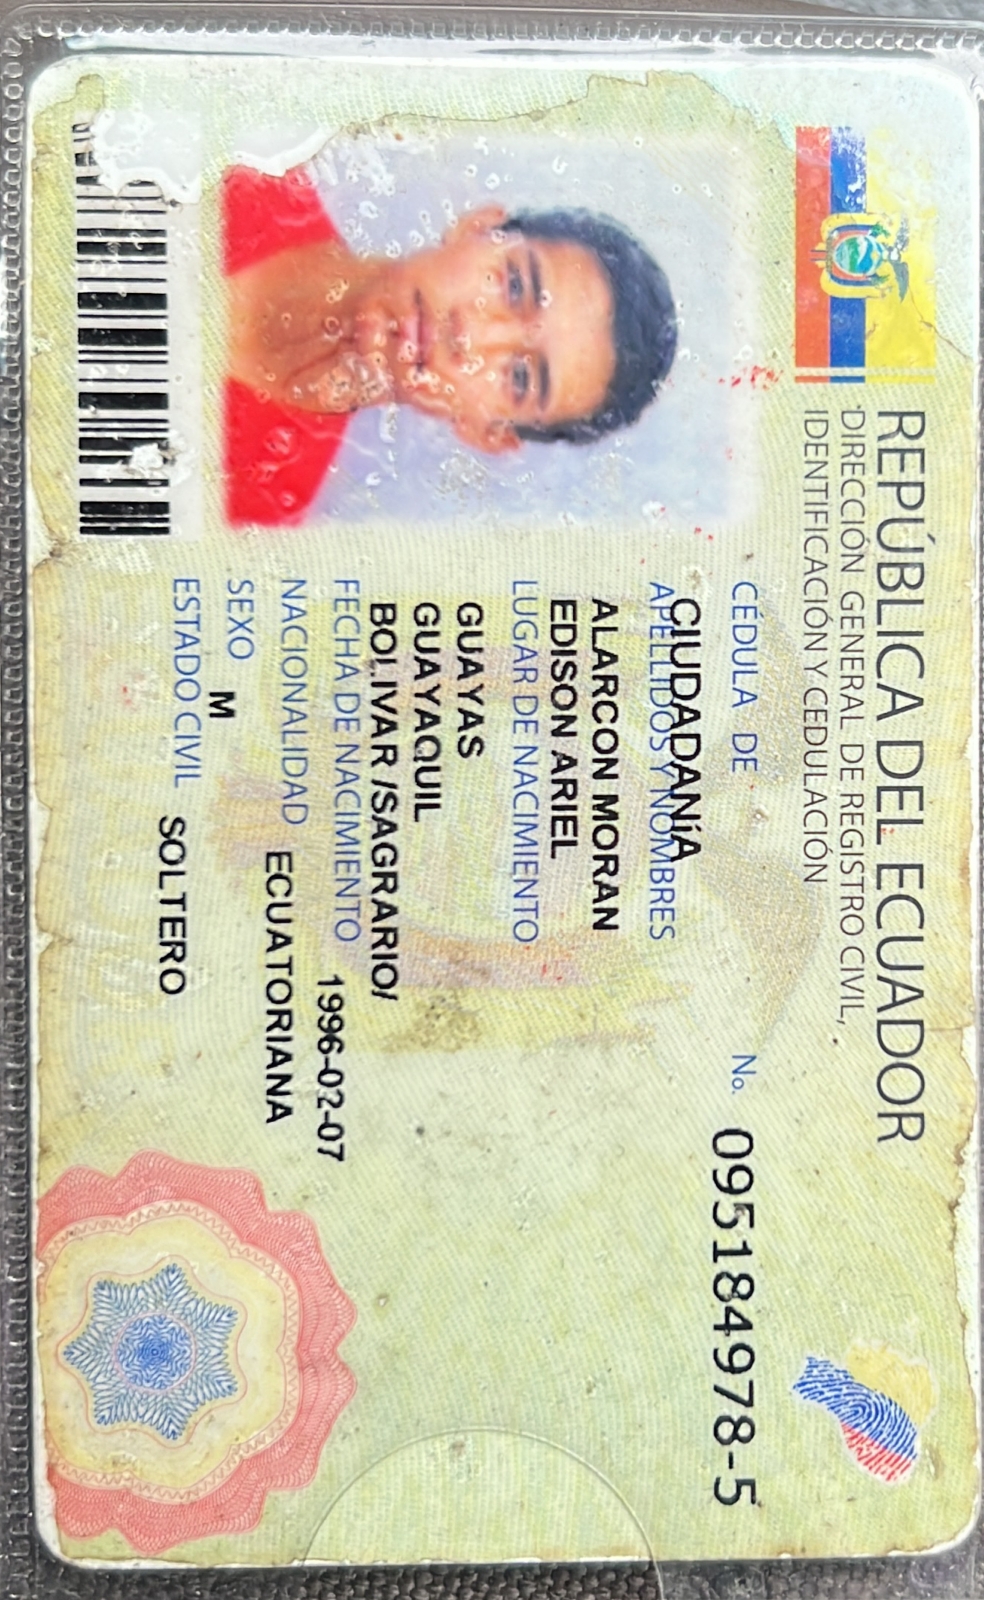 REPÚBLICA DEL ECUADOR
DIRECCIÓN GENERAL DE REGISTRO CIVIL,
IDENTIFICACIÓN Y CEDULACIÓN
CÉDULA DE No. 095184978-5
CIUDADANíA
APELLIDOS Y NOMBRES
ALARCON MORAN
EDISON ARIEL
LUGAR DE NACIMIENTO
GUAYAS
GUAYAQUIL
BOLIVAR /SAGRARIO/
FECHA DE NACIMIENTO 1996-02-07
NACIONALIDAD ECUATORIANA
SEXO M
ESTADO CIVIL SOLTERO